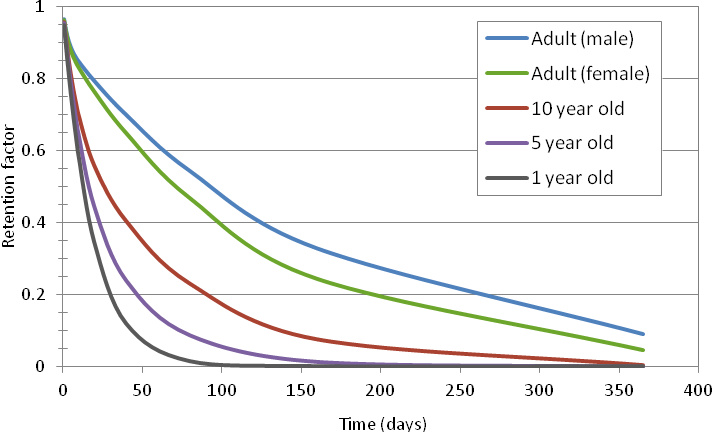 1
0.8
0.6
0.4
0.2
0
Retention factor
0 50 100 150 200 250 300 350 400
Time (days)
Adult (male)
Adult (female)
10 year old
5 year old
1 year old